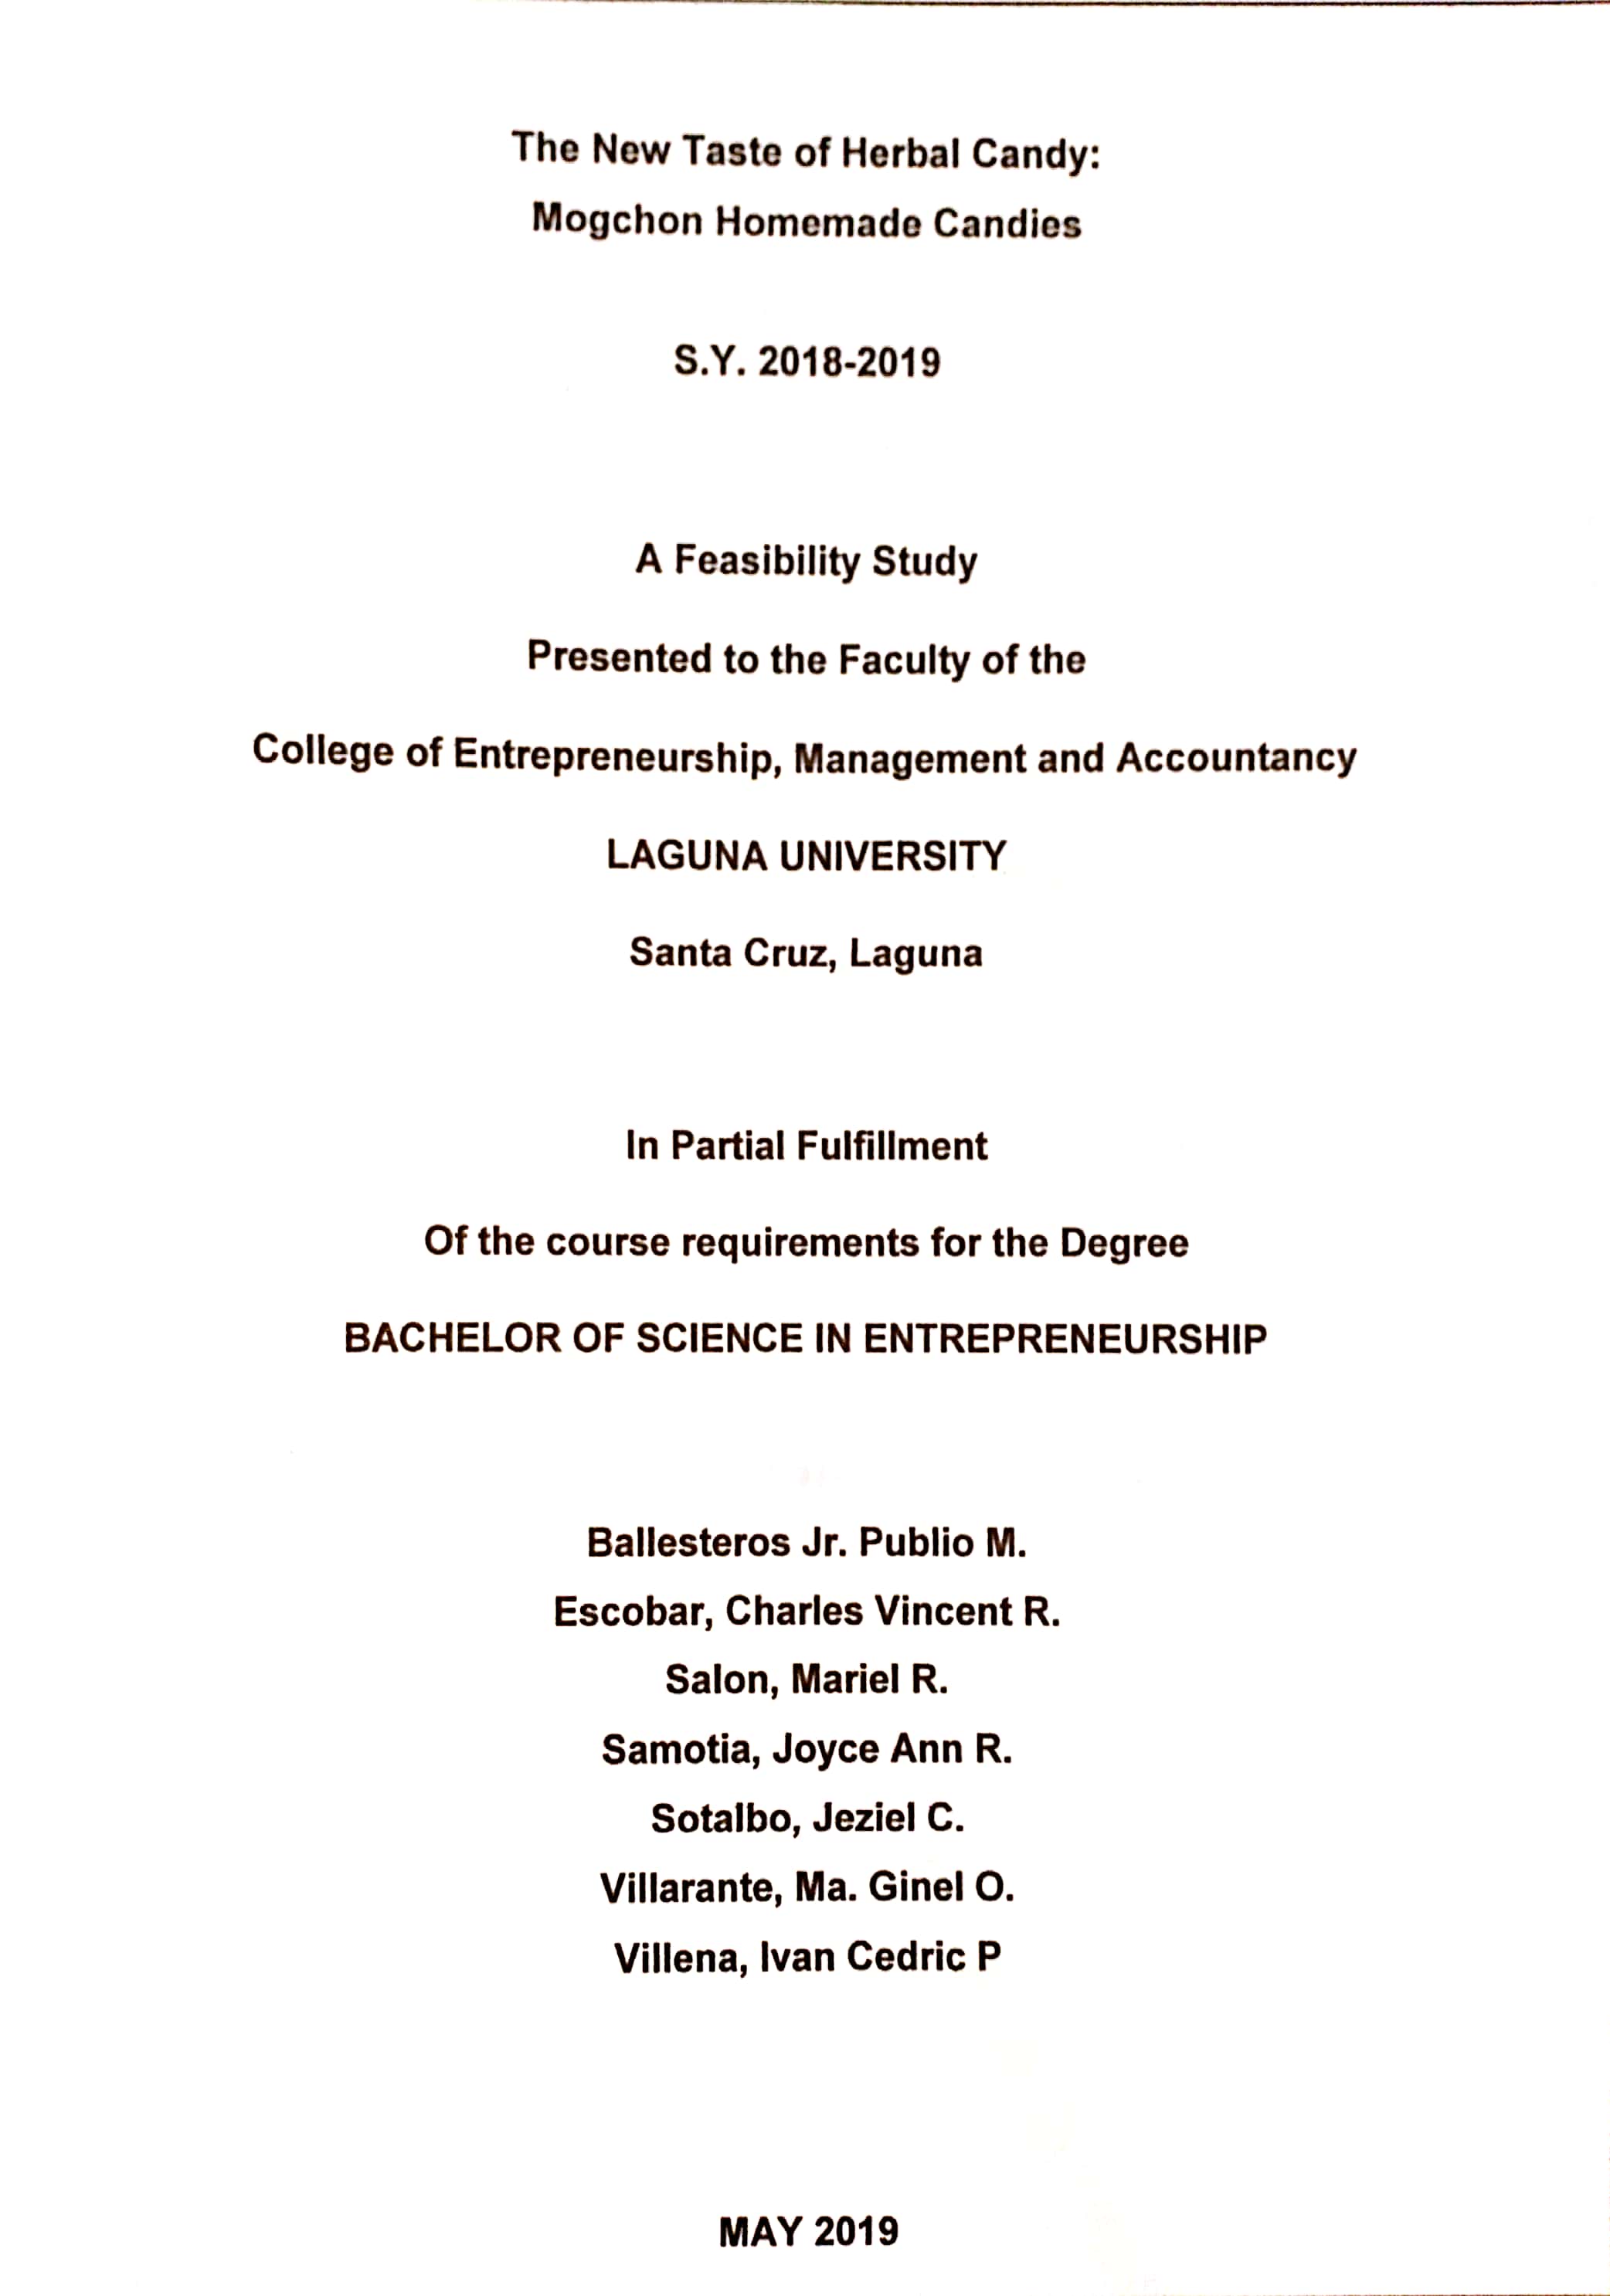 The New Taste of Herbal Candy:
Mogchon Homemade Candies
S.Y. 2018-2019
A Feasibility Study
Presented to the Faculty of the
College of Entrepreneurship, Management and Accountancy
LAGUNA UNIVERSITY
Santa Cruz, Laguna
In Partial Fulfillment
Of the course requirements for the Degree
BACHELOR OF SCIENCE IN ENTREPRENEURSHIP
Ballesteros Jr. Publio M.
Escobar, Charles Vincent R.
Salon, Mariel R.
Samotia, Joyce Ann R.
Sotalbo, Jeziel C.
Villarante, Ma. Ginel O.
Villena, Ivan Cedric P
MAY 2019